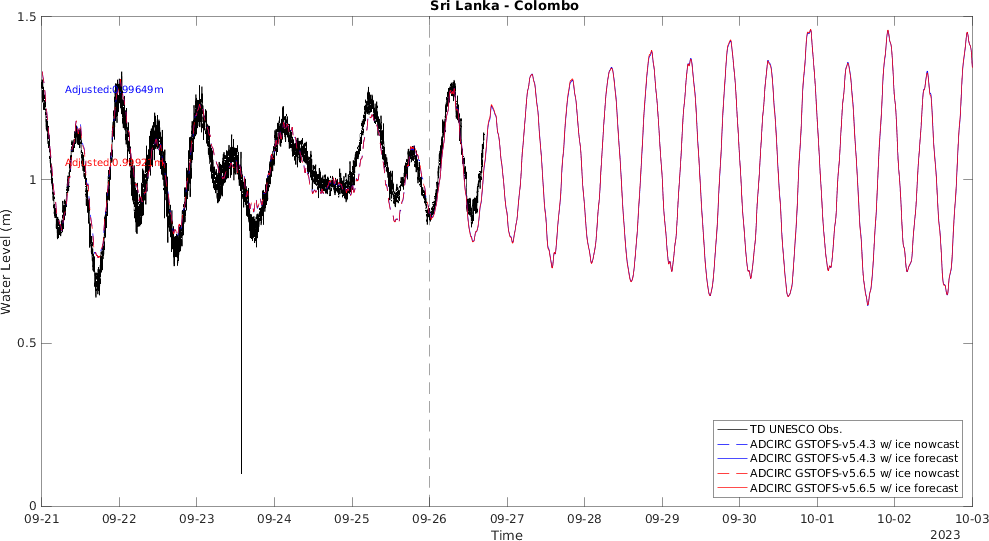 Sri Lanka - Colombo
1.5
1
0.5
0
Water Level (m)
Adjusted:0.99649m
TD UNESCO Obs.
ADCIRC GSTOFS-v5.4.3 w/ ice nowcast
ADCIRC GSTOFS-v5.4.3 w/ ice forecast
ADCIRC GSTOFS-v5.6.5 w/ ice nowcast
ADCIRC GSTOFS-v5.6.5 w/ ice forecast
09-21 09-22 09-23 09-24 09-25 09-26 09-27 09-28 09-29 09-30 10-01 10-02 10-03
Time
2023